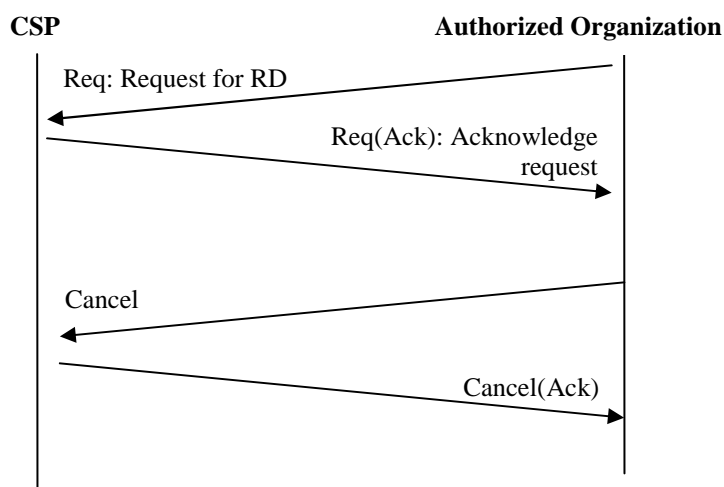 CSP
Authorized Organization
Req: Request for RD
Req(Ack): Acknowledge
request
Cancel
Cancel(Ack)